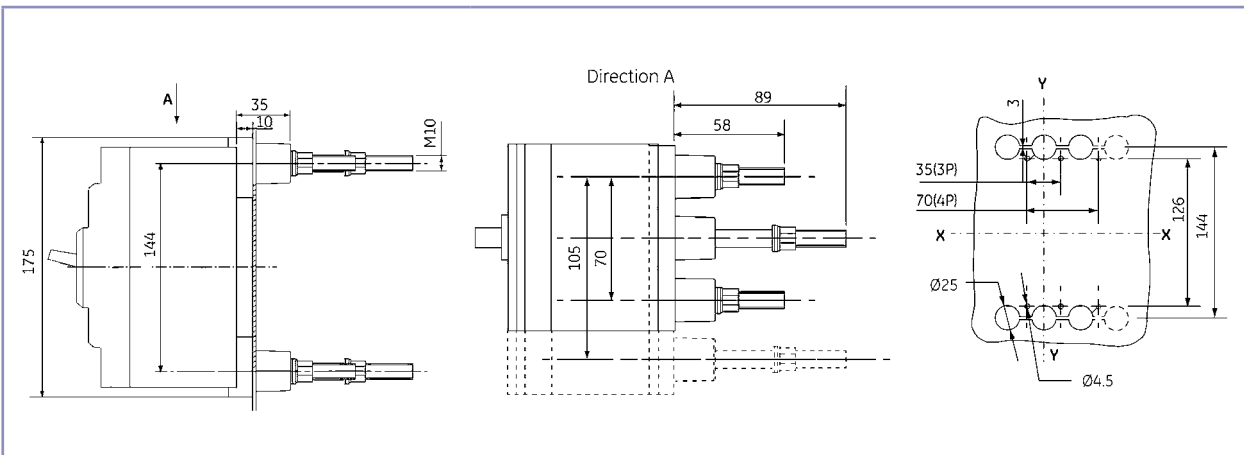 A
35
10
M10
175
144
Direction A
89
58
105
70
Y
3
35(3P)
70(4P)
126
144
X
X
Ø25
Y
Ø4.5